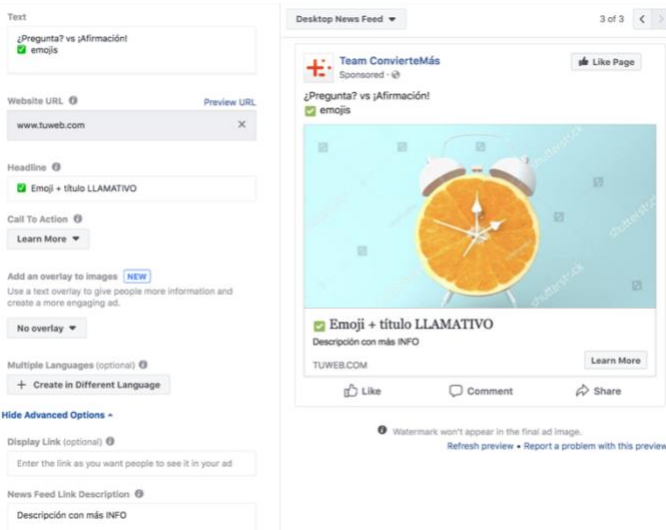 Text
¿Pregunta? vs ¡Afirmación!
✅ emojis
Website URL
Preview URL
www.tuweb.com
Headline
✅ Emoji + título LLAMATIVO
Call To Action
Learn More
Add an overlay to images NEW
Use a text overlay to give people more information and
create a more engaging ad.
No overlay
Multiple Languages (optional)
+ Create in Different Language
Hide Advanced Options
Display Link (optional)
Enter the link as you want people to see it in your ad
News Feed Link Description
Descripción con más INFO
Desktop News Feed
3 of 3
Team ConvierteMás
Sponsored ·
Like Page
¿Pregunta? vs ¡Afirmación!
✅ emojis
shutterstock
shutterstock
shutterstock
✅ Emoji + título LLAMATIVO
Descripción con más INFO
TUWEB.COM
Learn More
Like
Comment
Share
Watermark won't appear in the final ad image.
Refresh preview • Report a problem with this preview